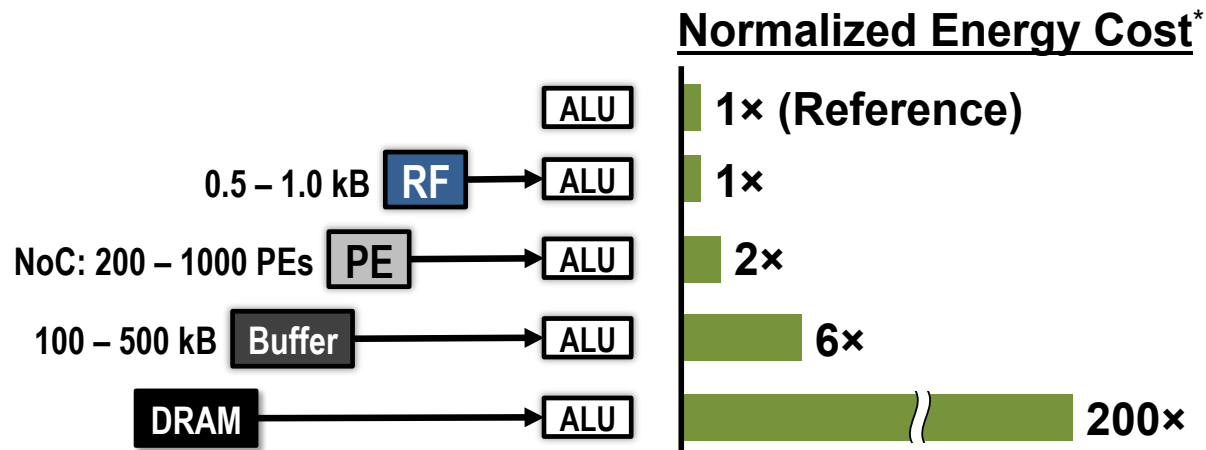 Normalized Energy Cost*
ALU 1× (Reference)
0.5 – 1.0 kB RF ALU 1×
NoC: 200 – 1000 PEs PE ALU 2×
100 – 500 kB Buffer ALU 6×
DRAM ALU 200×